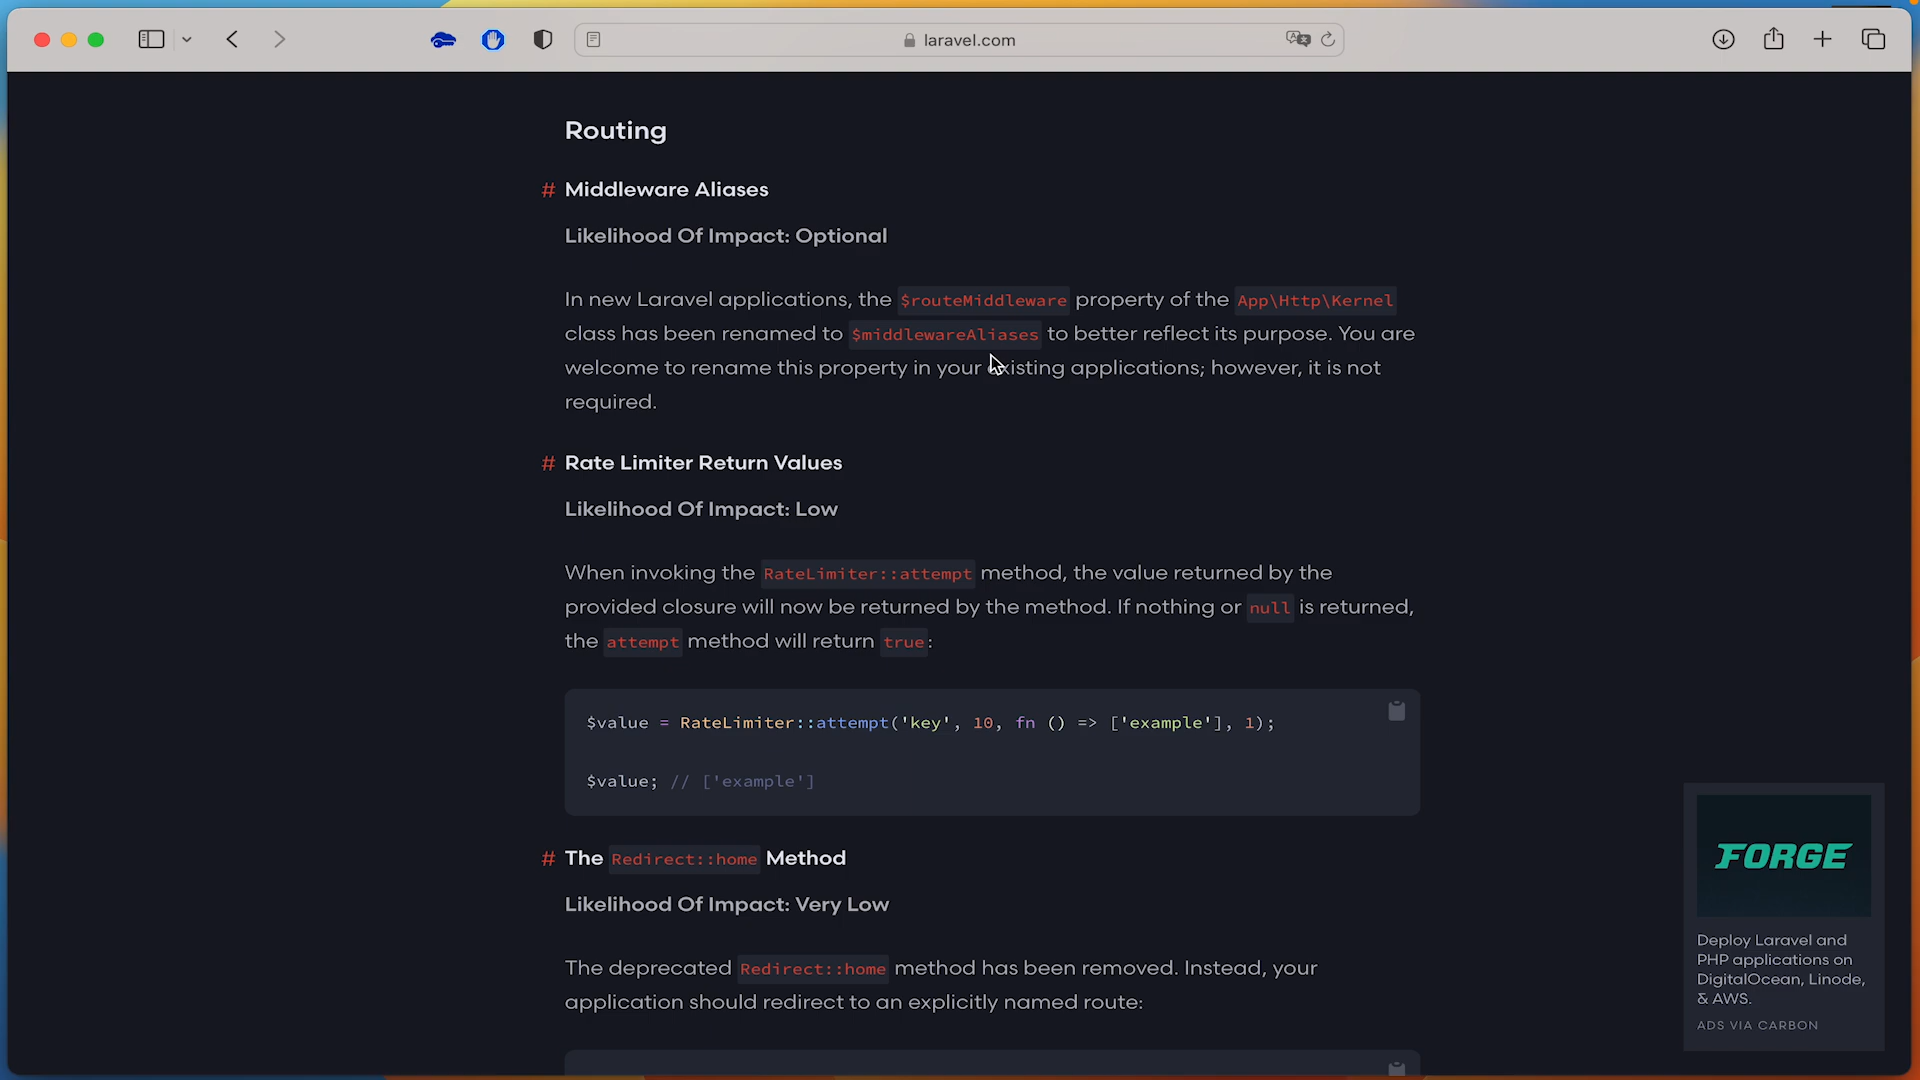 laravel.com
Routing
# Middleware Aliases
Likelihood Of Impact: Optional
In new Laravel applications, the $routeMiddleware property of the App\Http\Kernel
class has been renamed to $middlewareAliases to better reflect its purpose. You are
welcome to rename this property in your existing applications; however, it is not
required.
# Rate Limiter Return Values
Likelihood Of Impact: Low
When invoking the RateLimiter::attempt method, the value returned by the
provided closure will now be returned by the method. If nothing or null is returned,
the attempt method will return true:
$value = RateLimiter::attempt('key', 10, fn () => ['example'], 1);
$value; // ['example']
# The Redirect::home Method
Likelihood Of Impact: Very Low
The deprecated Redirect::home method has been removed. Instead, your
application should redirect to an explicitly named route:
FORGE
Deploy Laravel and
PHP applications on
DigitalOcean, Linode,
& AWS.
ADS VIA CARBON